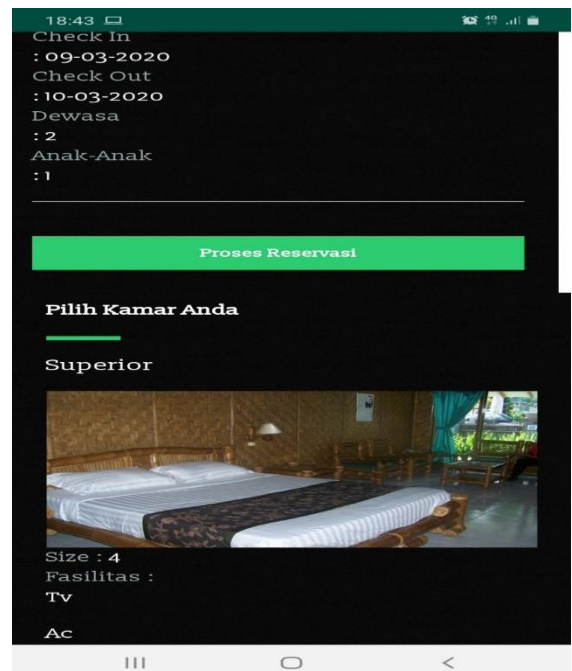 18:43
4G
Check In
: 09-03-2020
Check Out
: 10-03-2020
Dewasa
: 2
Anak-Anak
: 1
Proses Reservasi
Pilih Kamar Anda
Superior
Size : 4
Fasilitas :
Tv
Ac